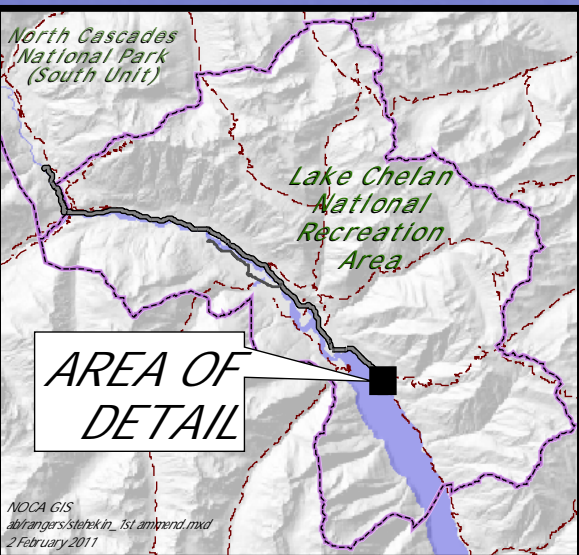 North Cascades
National Park
(South Unit)
Lake Chelan
National
Recreation
Area
AREA OF
DETAIL
NOCA GIS
ab/rangers/stehekin_1st ammend.mxd
2 February 2011